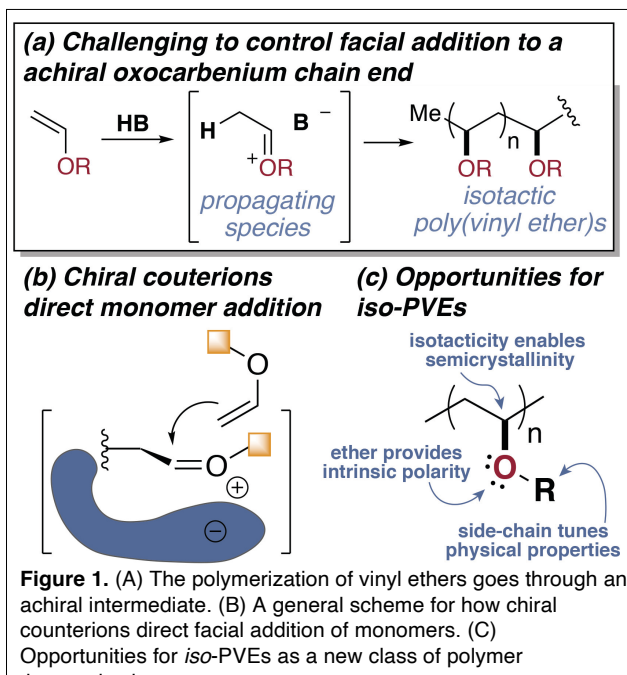 (a) Challenging to control facial addition to a
achiral oxocarbenium chain end
OR
HB
H
B −
+
OR
propagating
species
Me
n
OR
OR
isotactic
poly(vinyl ether)s
(b) Chiral couterions
direct monomer addition
O
O
+
−
(c) Opportunities for
iso-PVEs
isotacticity enables
semicrystallinity
n
ether provides
intrinsic polarity
:O:
R
side-chain tunes
physical properties
Figure 1. (A) The polymerization of vinyl ethers goes through an
achiral intermediate. (B) A general scheme for how chiral
counterions direct facial addition of monomers. (C)
Opportunities for iso-PVEs as a new class of polymer